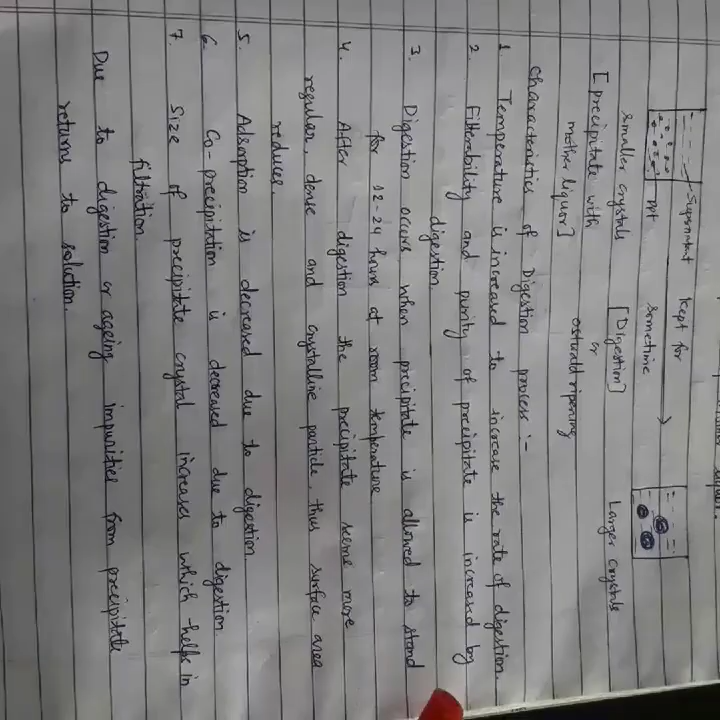 Supernatant
ppt
Kept for
sometime
smaller crystals
[Digestion]
Larger crystals
[precipitate with
or
mother liquor]
ostwald ripening
Characteristics of Digestion process :-
1. Temperature is increased to increase the rate of digestion.
2. Filterability and purity of precipitate is increased by
digestion.
3. Digestion occurs when precipitate is allowed to stand
for 12-24 hours at room temperature
4. After digestion the precipitate seems more
regular, dense and crystalline particle, thus surface area
reduces.
5. Adsorption is decreased due to digestion.
6. Co-precipitation is decreased due to digestion
7. Size of precipitate crystal increases which helps in
filtration.
Due to digestion or ageing impurities from precipitate
returns to solution.